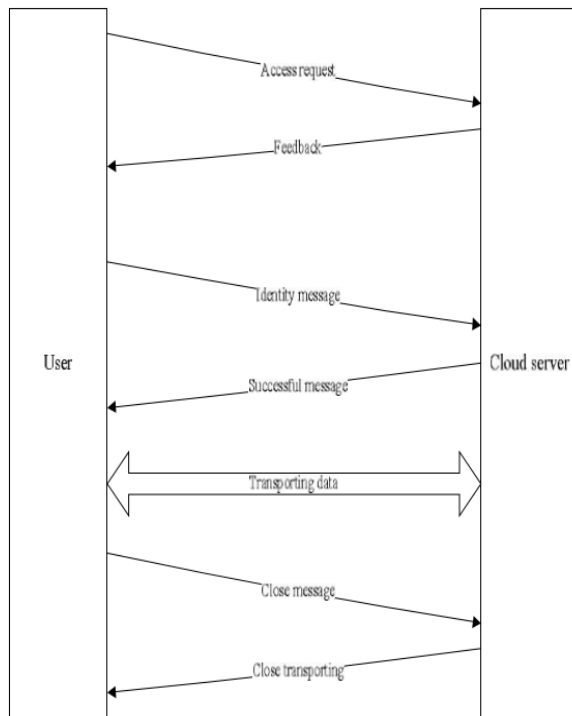 Access request
Feedback
Identity message
User
Cloud server
Successful message
Transporting data
Close message
Close transporting